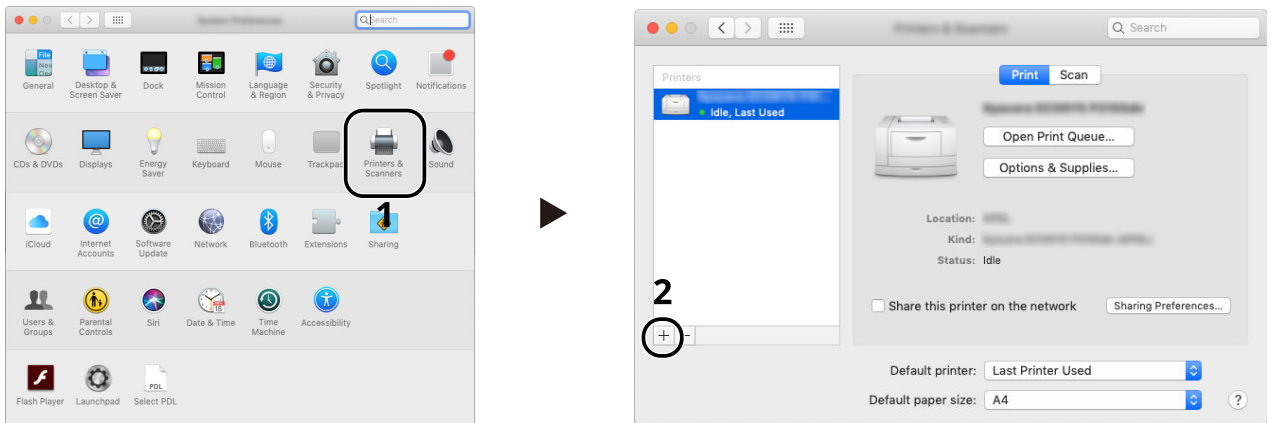 Search
File
New
General
Desktop &
Screen Saver
Dock
Mission
Control
Language
& Region
Security
& Privacy
Spotlight
Notifications
CDs & DVDs
Displays
Energy
Saver
Keyboard
Mouse
Trackpad
Printers &
Scanners
Sound
1
iCloud
Internet
Accounts
Software
Update
Network
Bluetooth
Extensions
Sharing
Users &
Groups
Parental
Controls
Siri
Date & Time
Time
Machine
Accessibility
Flash Player
Launchpad
PDL
Select PDL
Search
Printers
Idle, Last Used
2
+ -
Print Scan
Open Print Queue...
Options & Supplies...
Location:
Kind:
Status: Idle
Share this printer on the network Sharing Preferences...
Default printer: Last Printer Used
Default paper size: A4 ?